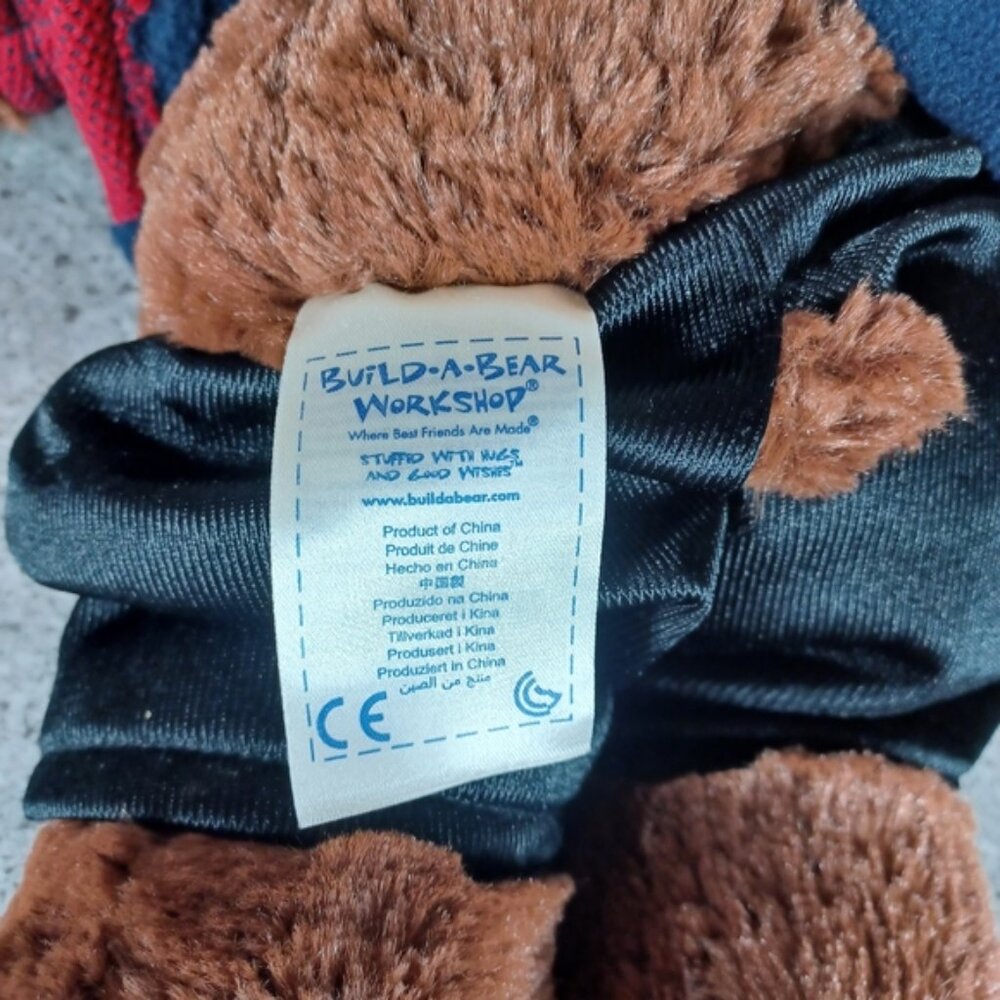 BUiLD•A•BEAR
WORKSHOP®
Where Best Friends Are Made®
STUFFED WITH HUGS
AND GOOD WISHES™
www.buildabear.com
Product of China
Produit de Chine
Hecho en China
中国製
Produzido na China
Produceret i Kina
Tillverkad i Kina
Produsert i Kina
Produziert in China
منتج من الصين
CE